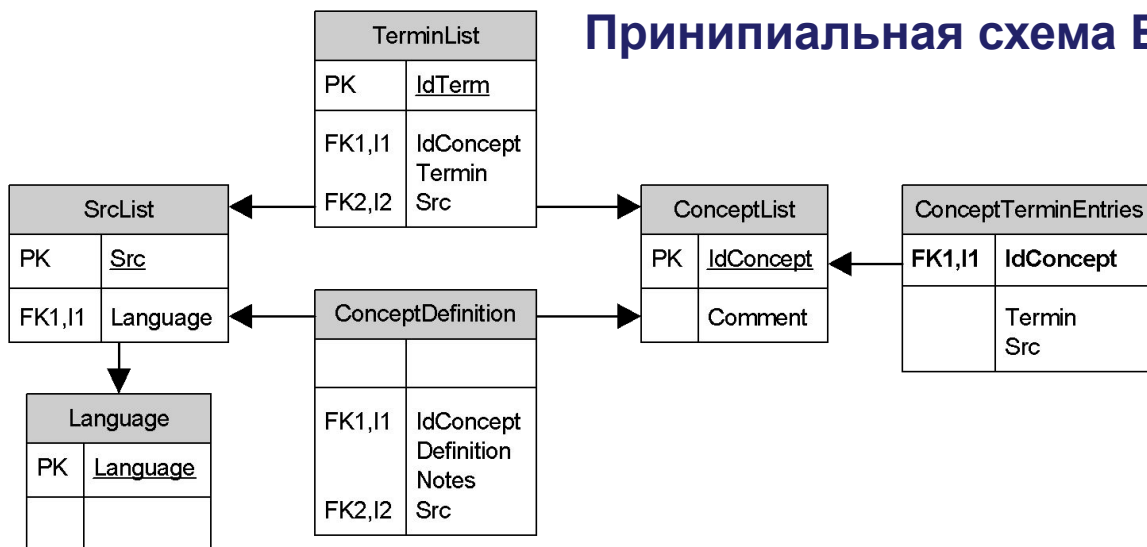 Принипиальная схема
TerminList
PK IdTerm
FK1,I1 IdConcept
Termin
FK2,I2 Src
SrcList
PK Src
FK1,I1 Language
ConceptList
PK IdConcept
Comment
ConceptTerminEntries
FK1,I1 IdConcept
Termin
Src
ConceptDefinition
FK1,I1 IdConcept
Definition
Notes
FK2,I2 Src
Language
PK Language